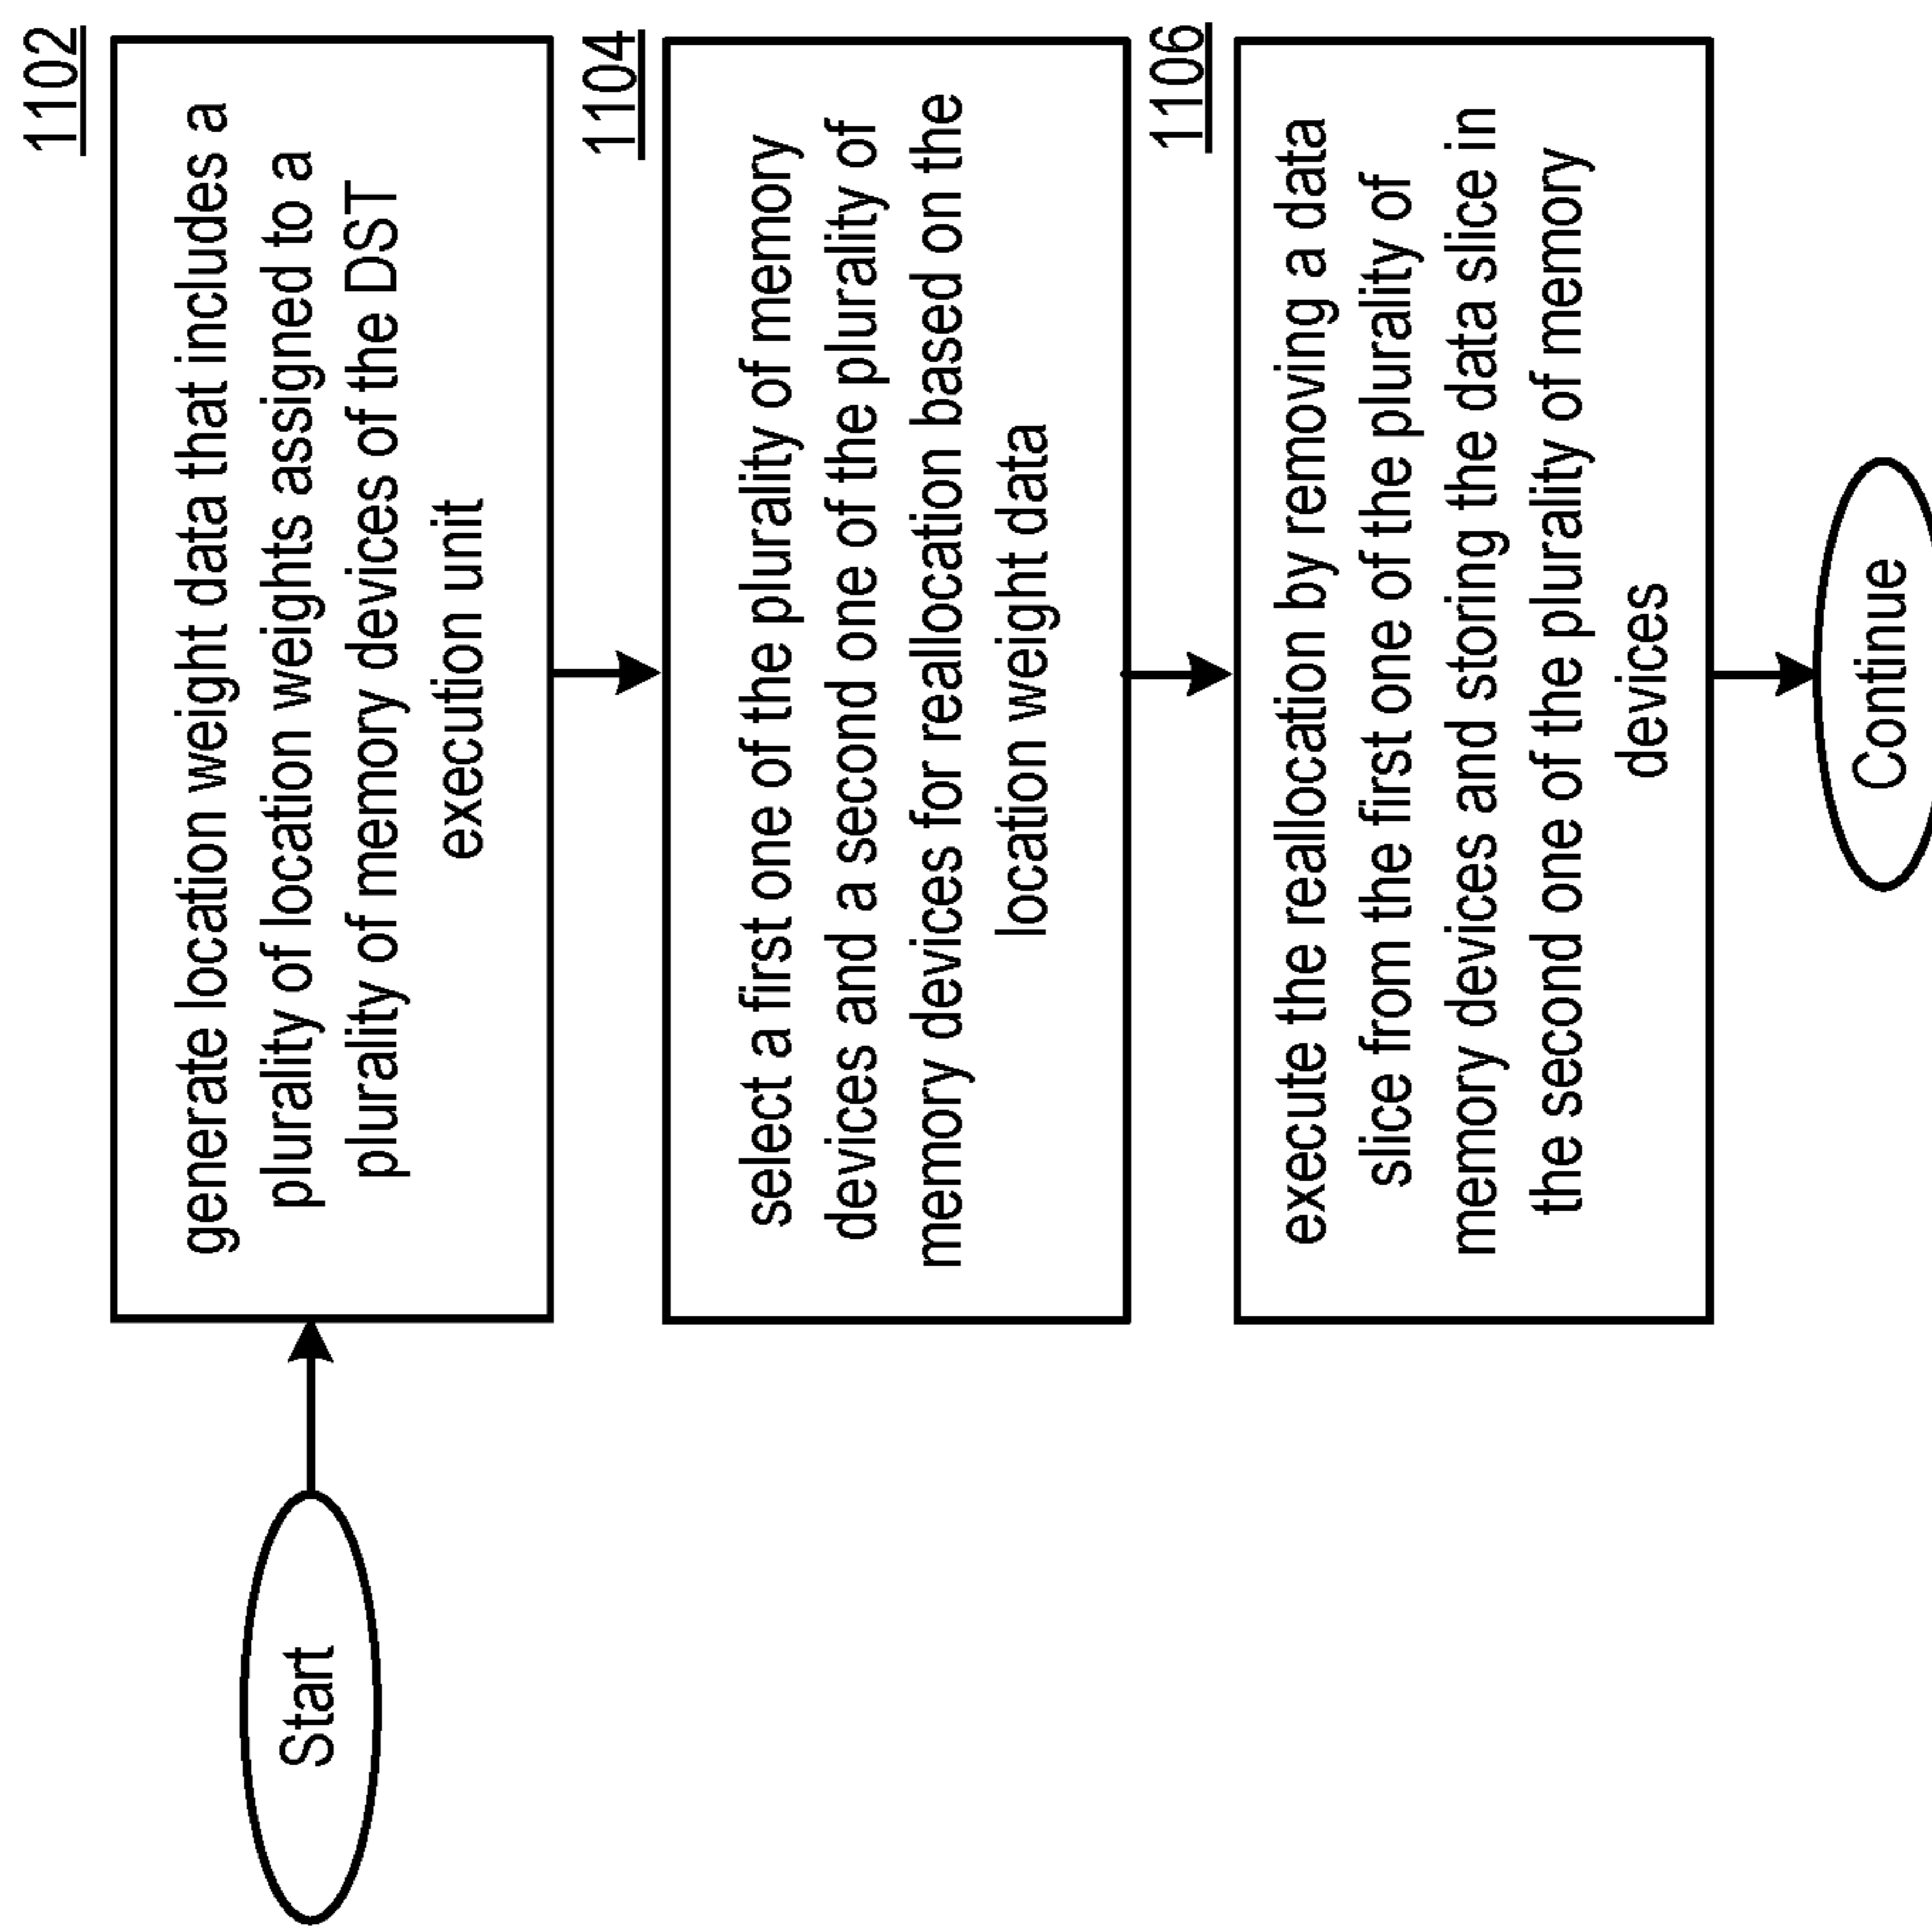 Start
1102
generate location weight data that includes a
plurality of location weights assigned to a
plurality of memory devices of the DST
execution unit
1104
select a first one of the plurality of memory
devices and a second one of the plurality of
memory devices for reallocation based on the
location weight data
1106
execute the reallocation by removing a data
slice from the first one of the plurality of
memory devices and storing the data slice in
the second one of the plurality of memory
devices
Continue